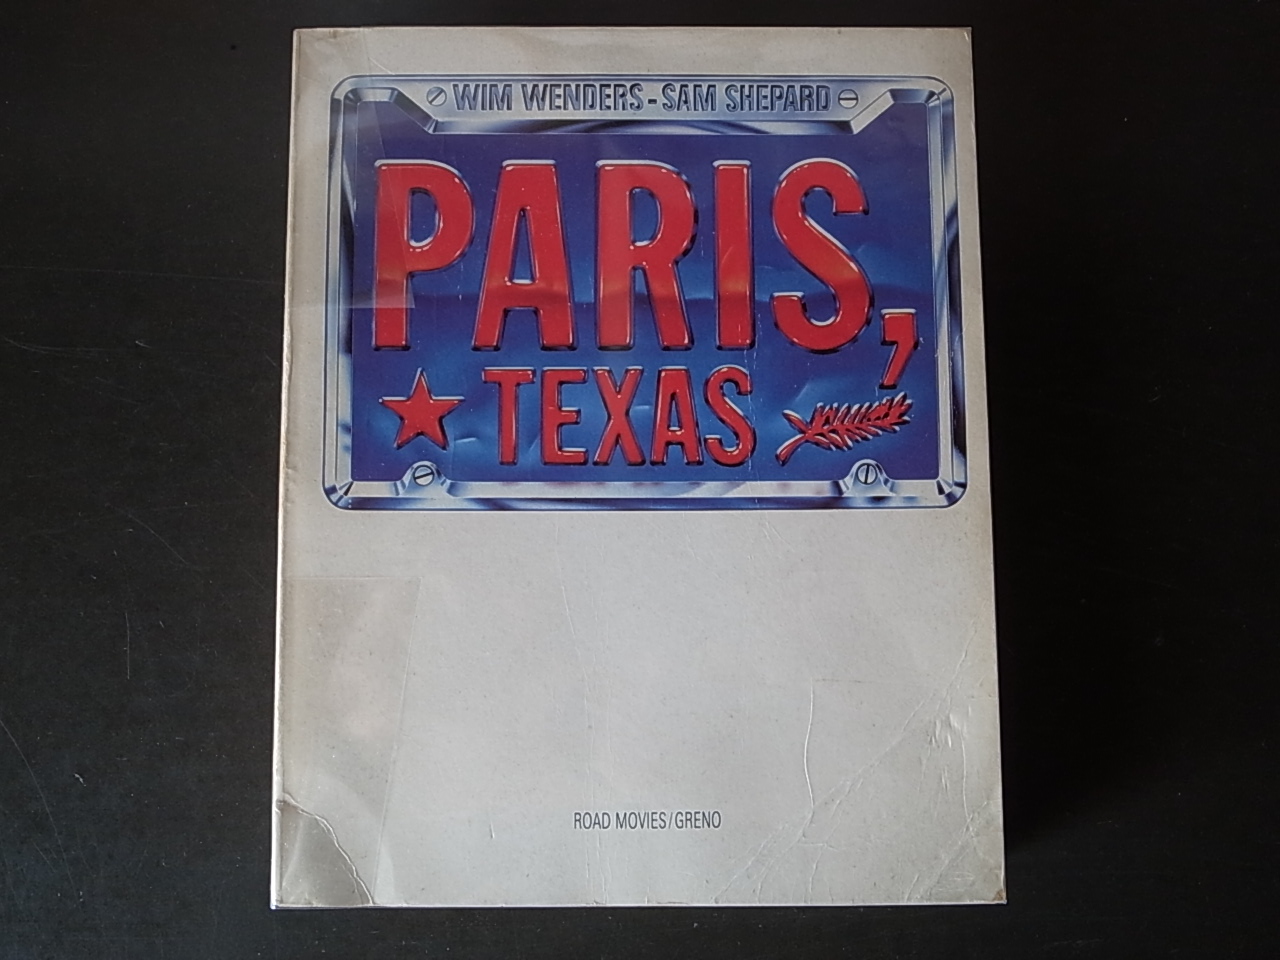 WIM WENDERS-SAM SHEPARD
PARIS,
TEXAS
ROAD MOVIES/GRENO